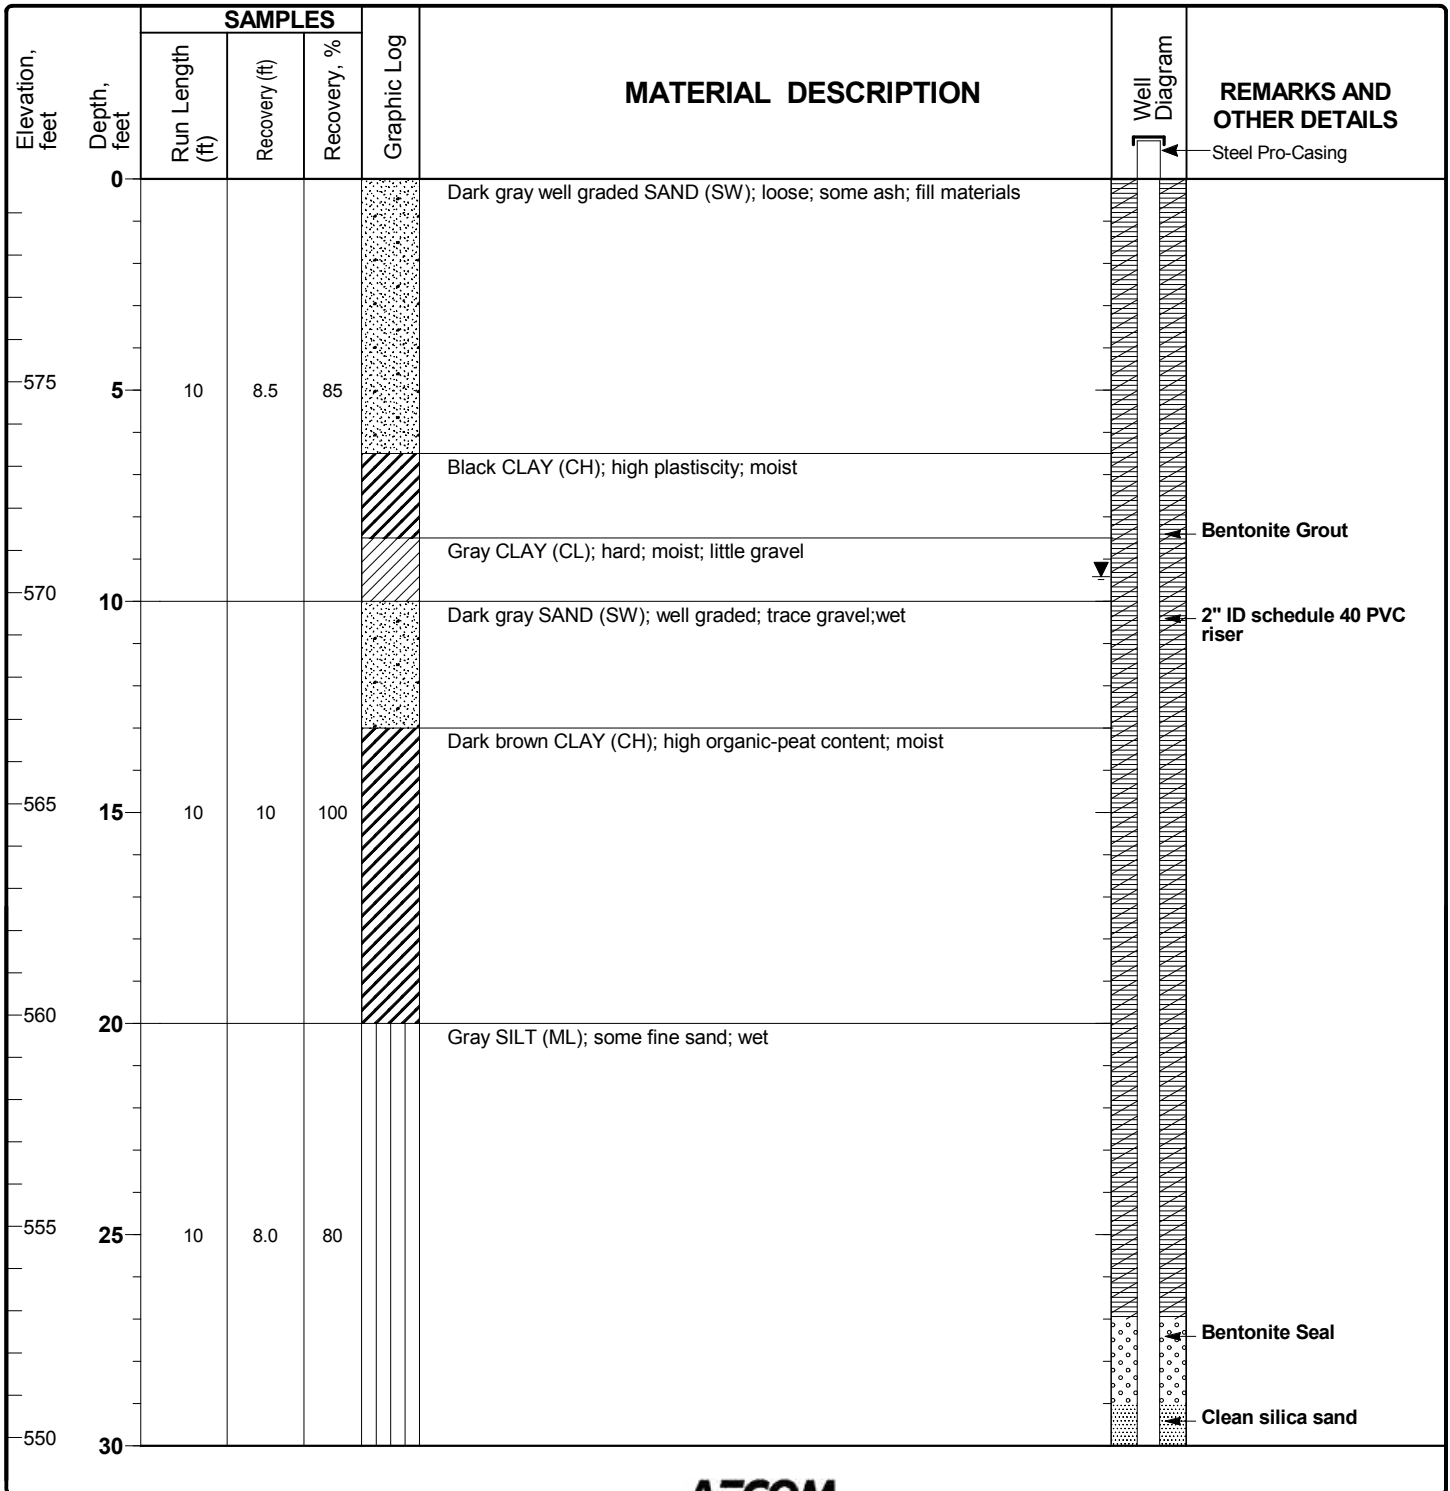 Elevation,
feet
Depth,
feet
SAMPLES
Run Length
(ft)
Recovery (ft)
Recovery, %
Graphic Log
MATERIAL DESCRIPTION
Well
Diagram
REMARKS AND
OTHER DETAILS
Steel Pro-Casing
0
Dark gray well graded SAND (SW); loose; some ash; fill materials
575
5
10
8.5
85
Black CLAY (CH); high plastiscity; moist
Bentonite Grout
Gray CLAY (CL); hard; moist; little gravel
570
10
Dark gray SAND (SW); well graded; trace gravel;wet
2" ID schedule 40 PVC
riser
Dark brown CLAY (CH); high organic-peat content; moist
565
15
10
10
100
560
20
Gray SILT (ML); some fine sand; wet
555
25
10
8.0
80
Bentonite Seal
Clean silica sand
550
30
AECOM